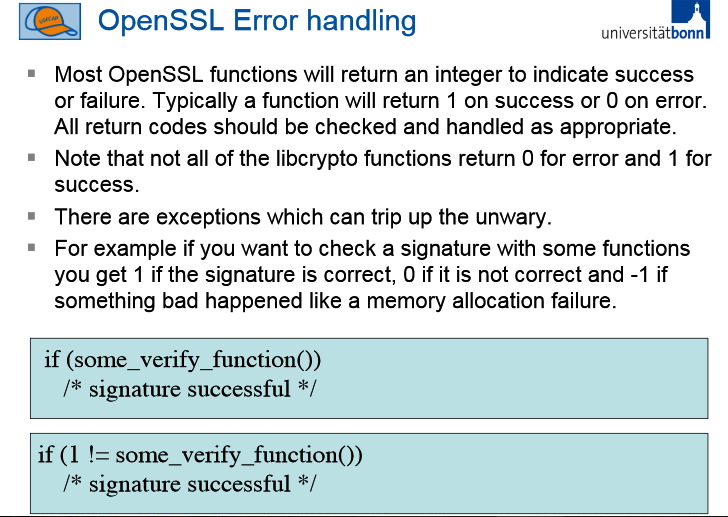 OpenSSL Error handling
universitätbonn
Most OpenSSL functions will return an integer to indicate success
or failure. Typically a function will return 1 on success or 0 on error.
All return codes should be checked and handled as appropriate.
Note that not all of the libcrypto functions return 0 for error and 1 for
success.
There are exceptions which can trip up the unwary.
For example if you want to check a signature with some functions
you get 1 if the signature is correct, 0 if it is not correct and -1 if
something bad happened like a memory allocation failure.
if (some_verify_function())
/* signature successful */
if (1 != some_verify_function())
/* signature successful */